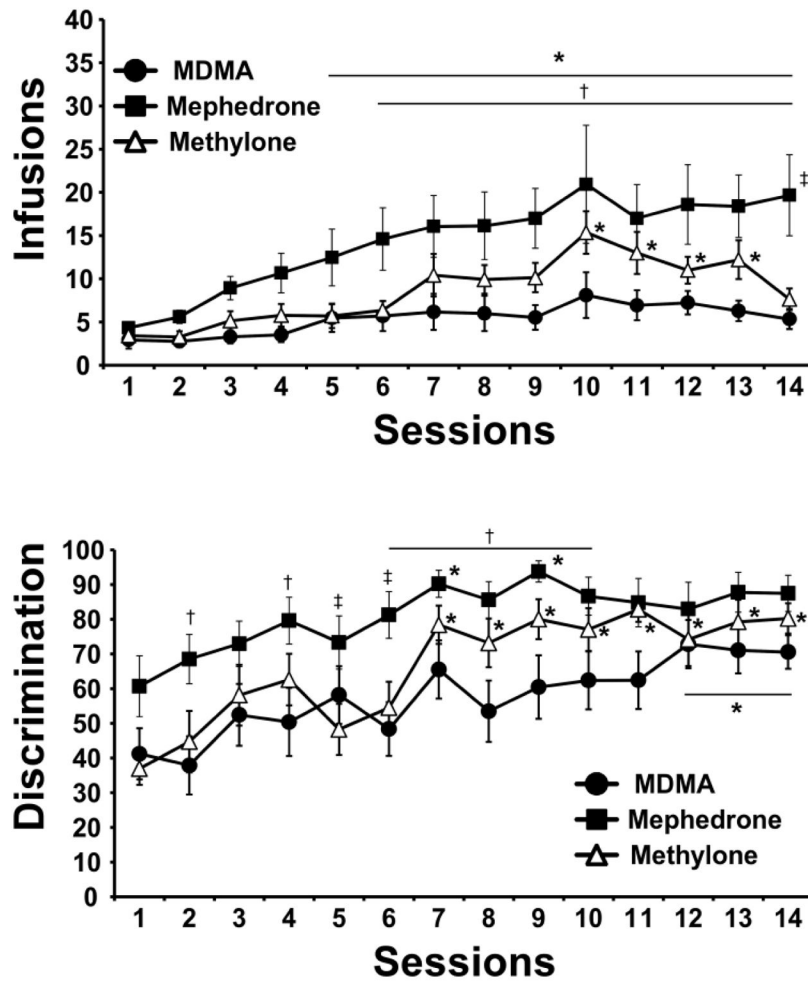 40
35
30
25
20
15
10
5
0
Infusions
MDMA
Mephedrone
Methylone
*
†
‡
* * * *
1 2 3 4 5 6 7 8 9 10 11 12 13 14
Sessions
100
90
80
70
60
50
40
30
20
10
0
Discrimination
†
† † ‡ ‡ * *
* * * * * * * *
*
MDMA
Mephedrone
Methylone
1 2 3 4 5 6 7 8 9 10 11 12 13 14
Sessions